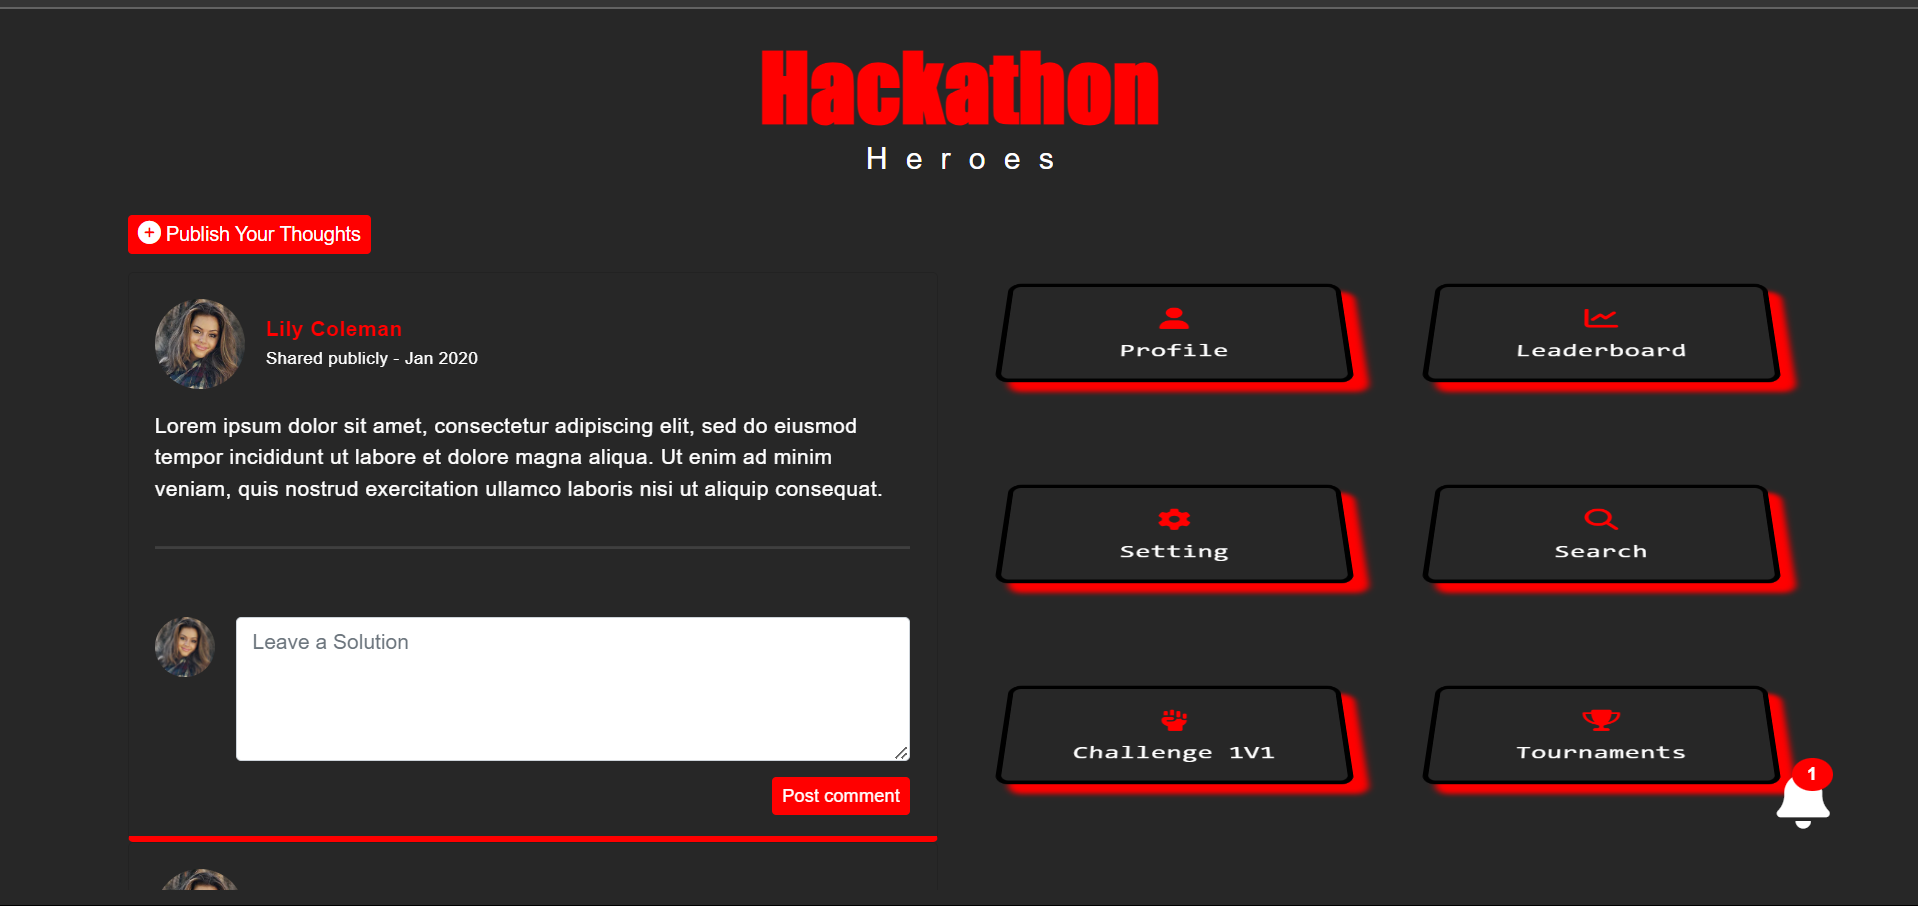 Hackathon
Heroes
Publish Your Thoughts
Lily Coleman
Shared publicly - Jan 2020
Lorem ipsum dolor sit amet, consectetur adipiscing elit, sed do eiusmod
tempor incididunt ut labore et dolore magna aliqua. Ut enim ad minim
veniam, quis nostrud exercitation ullamco laboris nisi ut aliquip consequat.
Leave a Solution
Post comment
Profile
Leaderboard
Setting
Search
Challenge 1V1
Tournaments
1